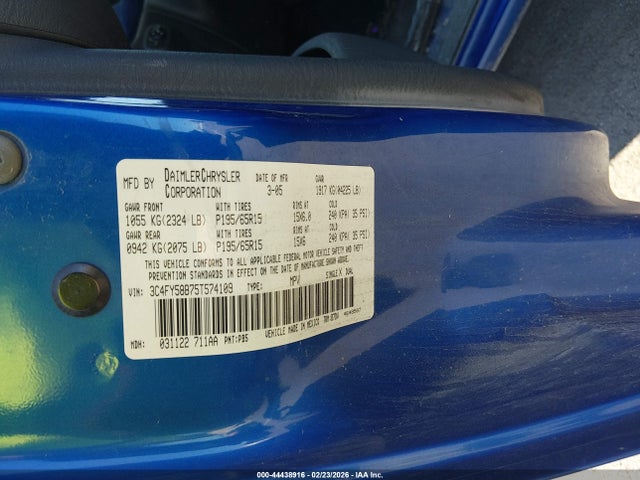 MFD BY DAIMLERCHRYSLER CORPORATION
DATE OF MFR 3-05
GVWR 1917 KG(04225 LB)
GAWR FRONT WITH TIRES RIMS AT COLD
1055 KG(2324 LB) P195/65R15 15X6.0 240 KPA( 35 PSI)
GAWR REAR WITH TIRES RIMS AT COLD
0942 KG(2075 LB) P195/65R15 15X6 240 KPA( 35 PSI)
THIS VEHICLE CONFORMS TO ALL APPLICABLE FEDERAL MOTOR VEHICLE SAFETY AND THEFT
PREVENTION STANDARDS IN EFFECT ON THE DATE OF MANUFACTURE SHOWN ABOVE.
VIN: 3C4FY58B75T574109 TYPE: MPV SINGLE X DUAL
VEHICLE MADE IN MEXICO
MDH: 031122 711AA PNT:PB5
000-44438916 - 02/23/2026 - IAA Inc.